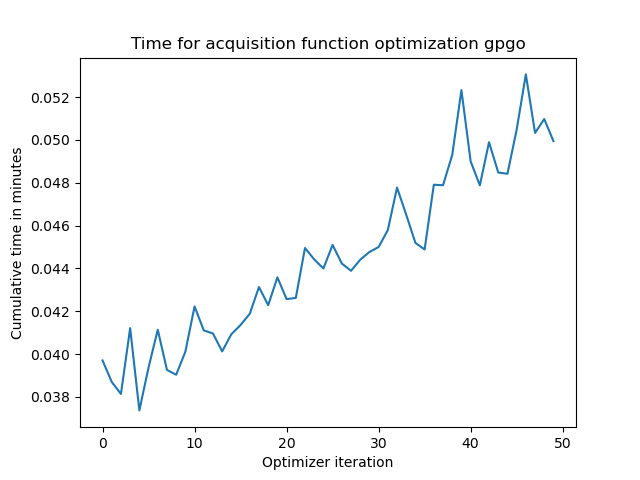 Time for acquisition function optimization gpgo
0.052
0.050
0.048
0.046
0.044
0.042
0.040
0.038
Cumulative time in minutes
0 10 20 30 40 50
Optimizer iteration